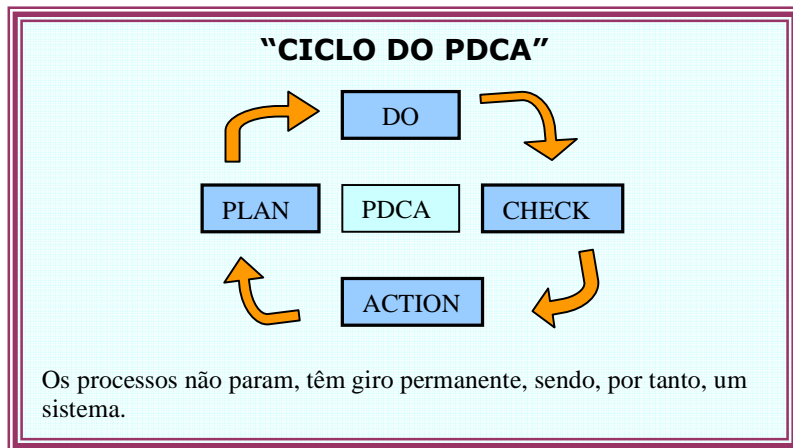 “CICLO DO PDCA”
DO
PLAN
PDCA
CHECK
ACTION
Os processos não param, têm giro permanente, sendo, por tanto, um
sistema.